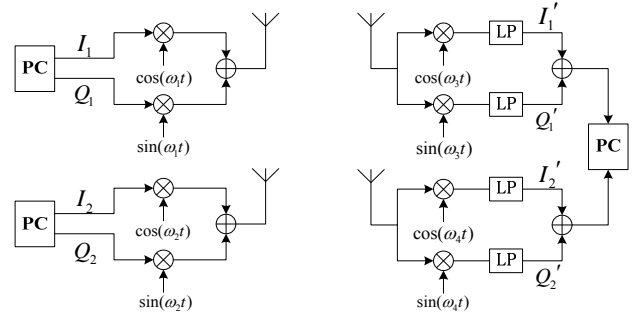 I₁ I₁′
LP
PC cos(ω₁t) cos(ω₃t)
Q₁ LP
Q₁′
sin(ω₁t) sin(ω₃t)
PC
I₂ LP I₂′
PC cos(ω₂t) cos(ω₄t)
Q₂ LP Q₂′
sin(ω₂t) sin(ω₄t)